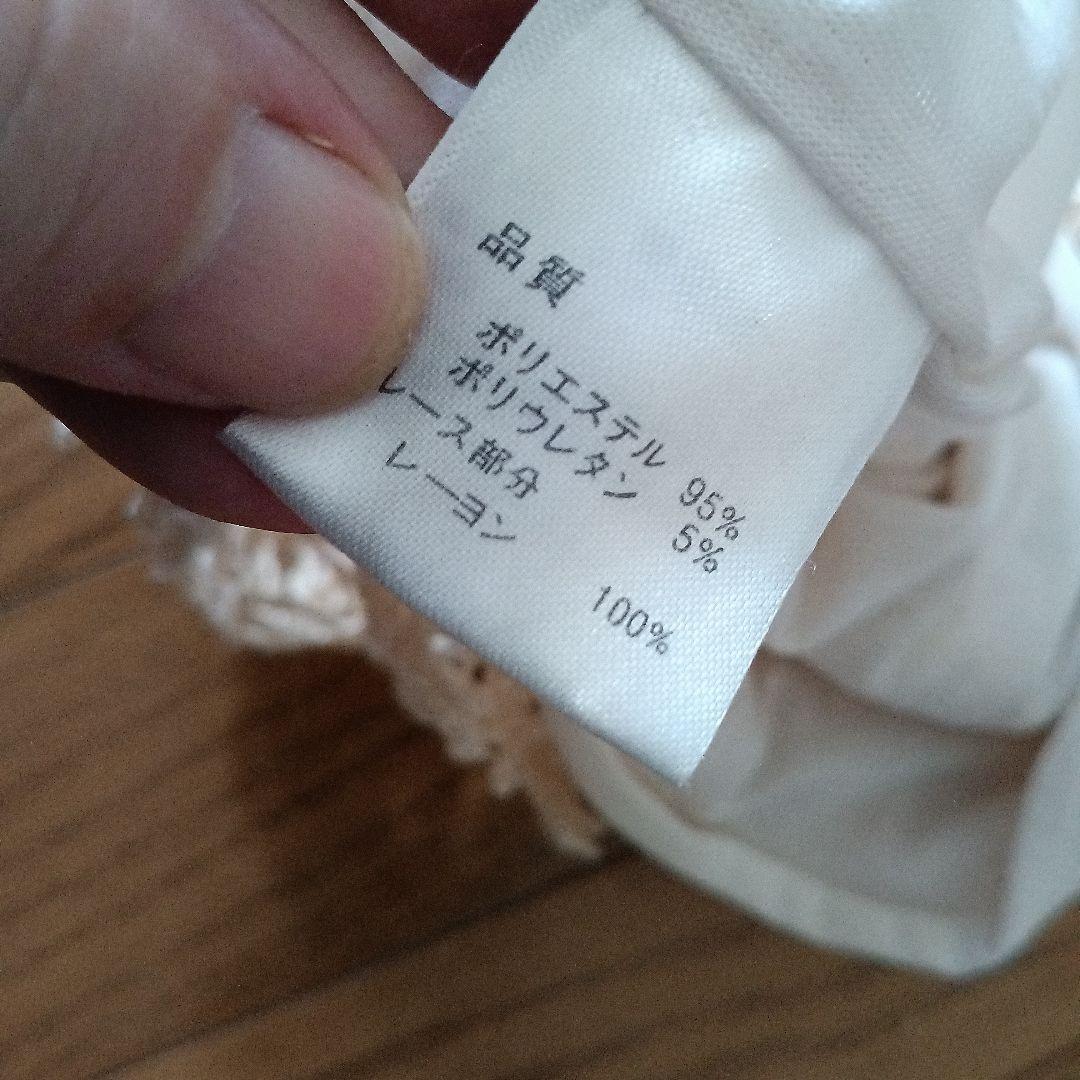 品質
ポリエステル 95%
ポリウレタン 5%
レース部分
レーヨン 100%